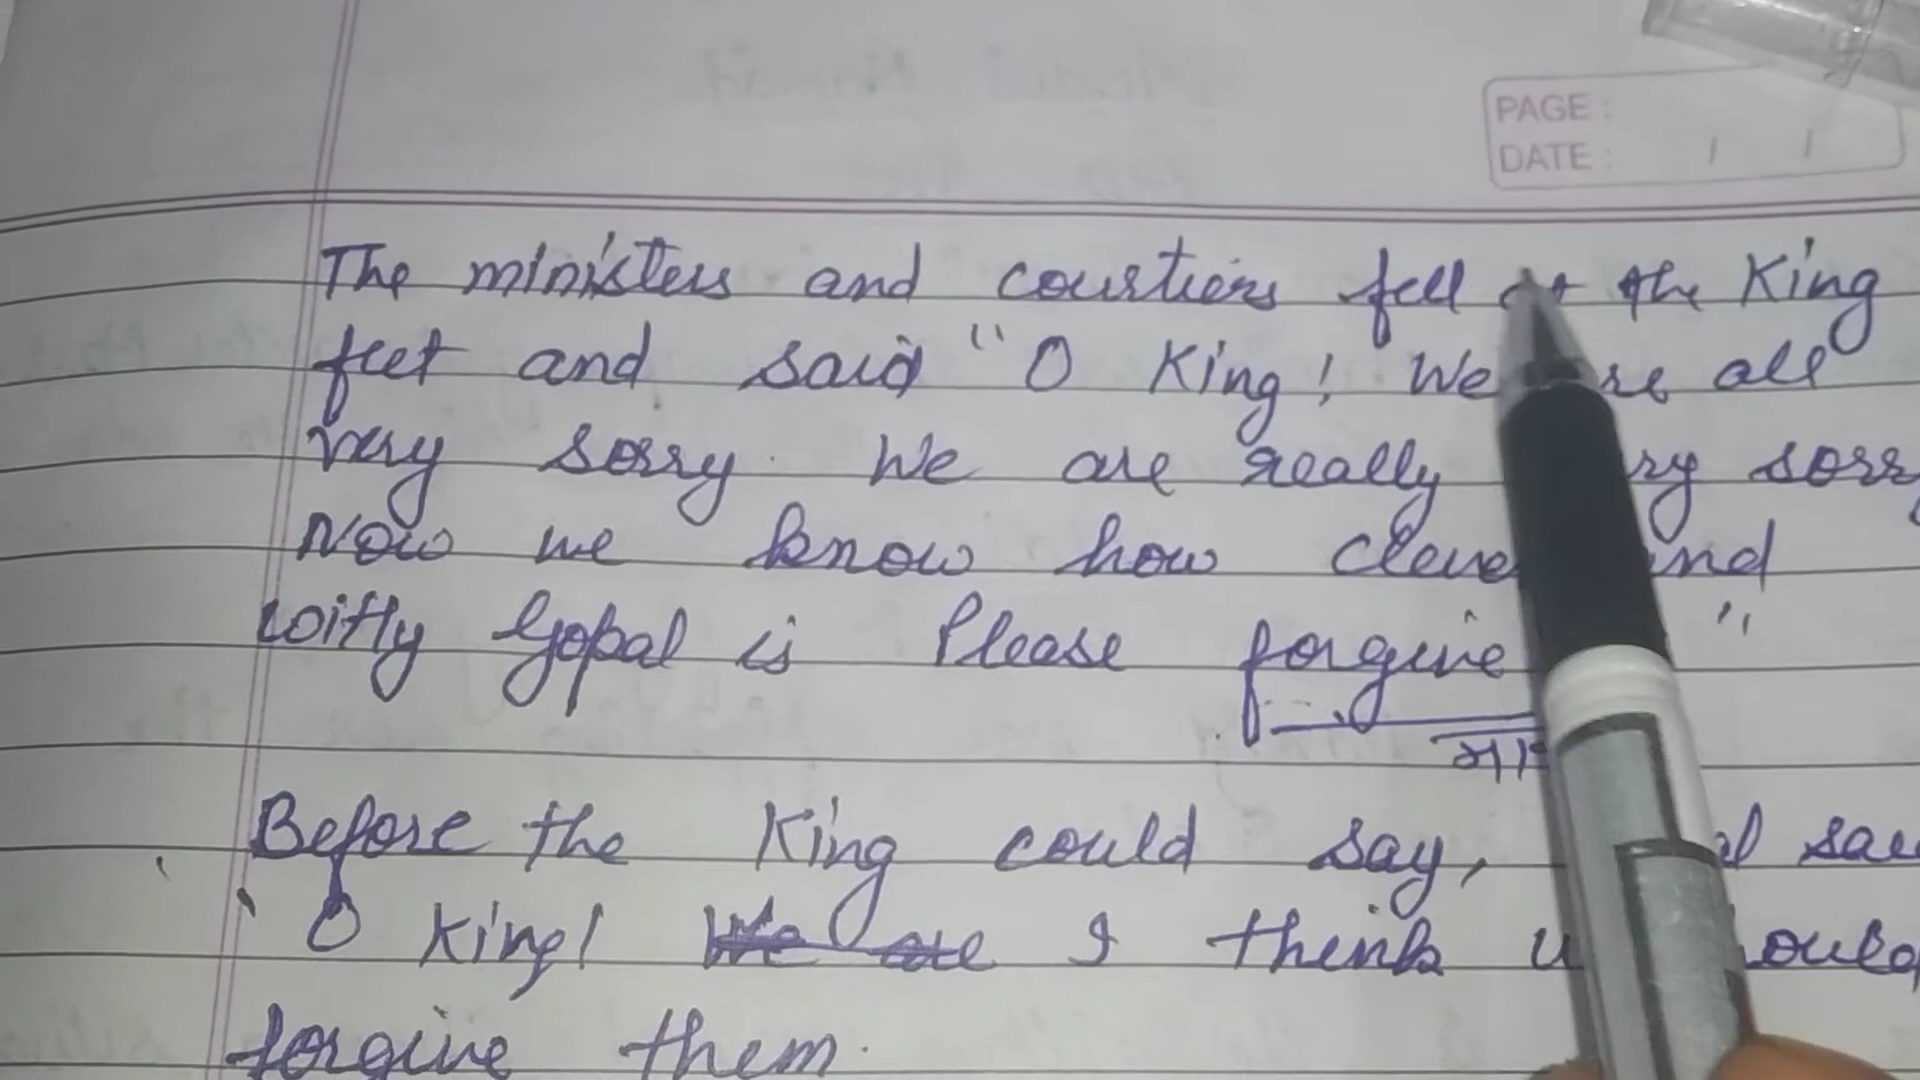 PAGE :
DATE : / /
The ministers and courtiers fell at the King
feet and said " O King! We are all
very sorry. We are really sorry
Now we know how clever and
witty Gopal is Please forgive "
Before the King could say,
O King! I think
forgive them.